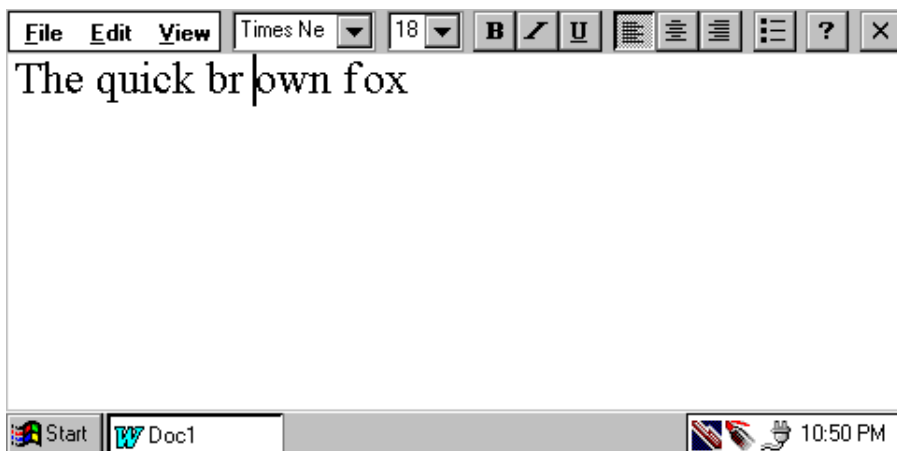 File Edit View Times Ne 18 B I U ? ×
The quick br own fox
Start W Doc1 10:50 PM